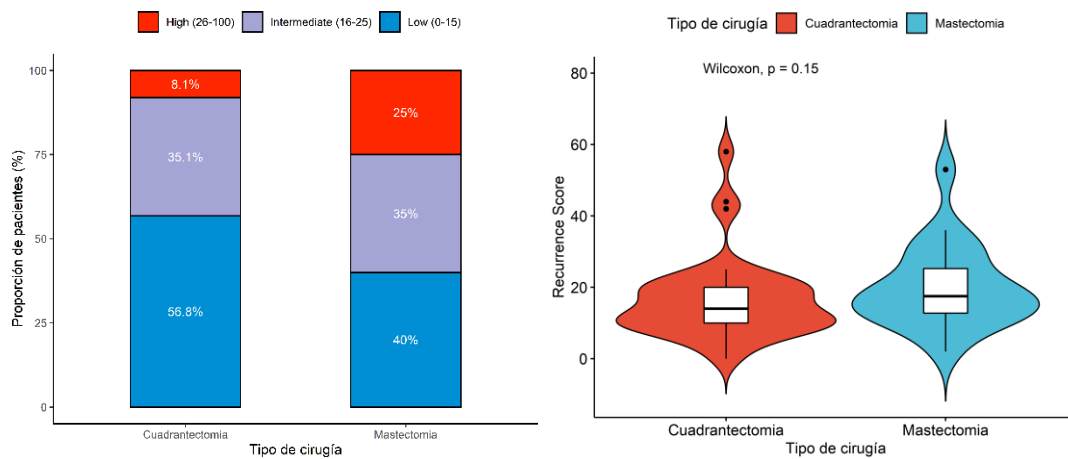 High (26-100) Intermediate (16-25) Low (0-15)
Proporción de pacientes (%)
100
75
50
25
0
8.1%
35.1%
56.8%
25%
35%
40%
Cuadrantectomia Mastectomia
Tipo de cirugía
Tipo de cirugía Cuadrantectomia Mastectomia
Wilcoxon, p = 0.15
Recurrence Score
80
60
40
20
0
Cuadrantectomia Mastectomia
Tipo de cirugía